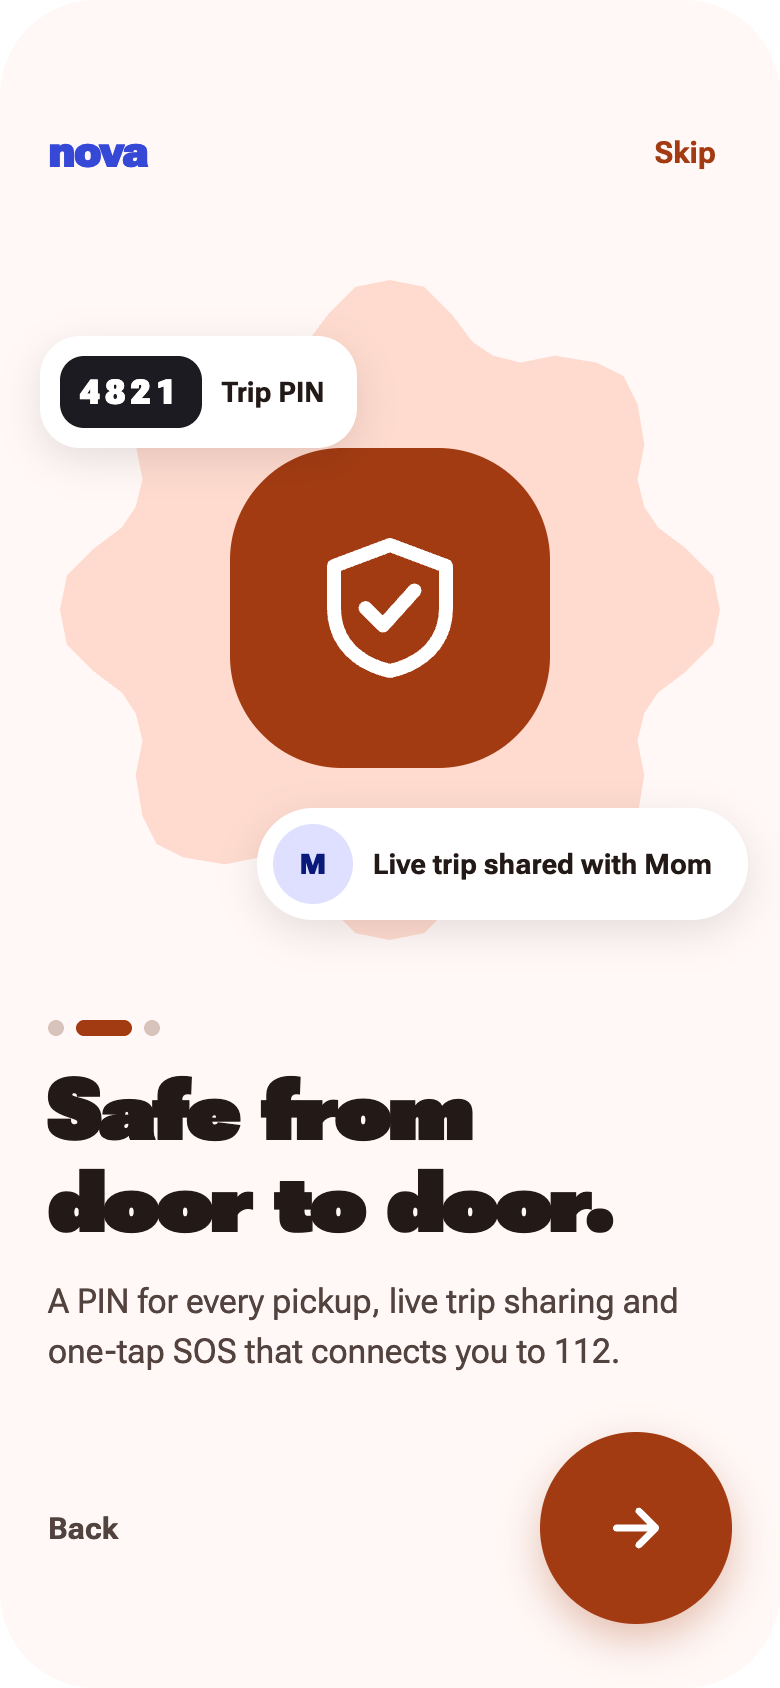 nova
Skip
4821 Trip PIN
M Live trip shared with Mom
Safe from
door to door.
A PIN for every pickup, live trip sharing and
one-tap SOS that connects you to 112.
Back